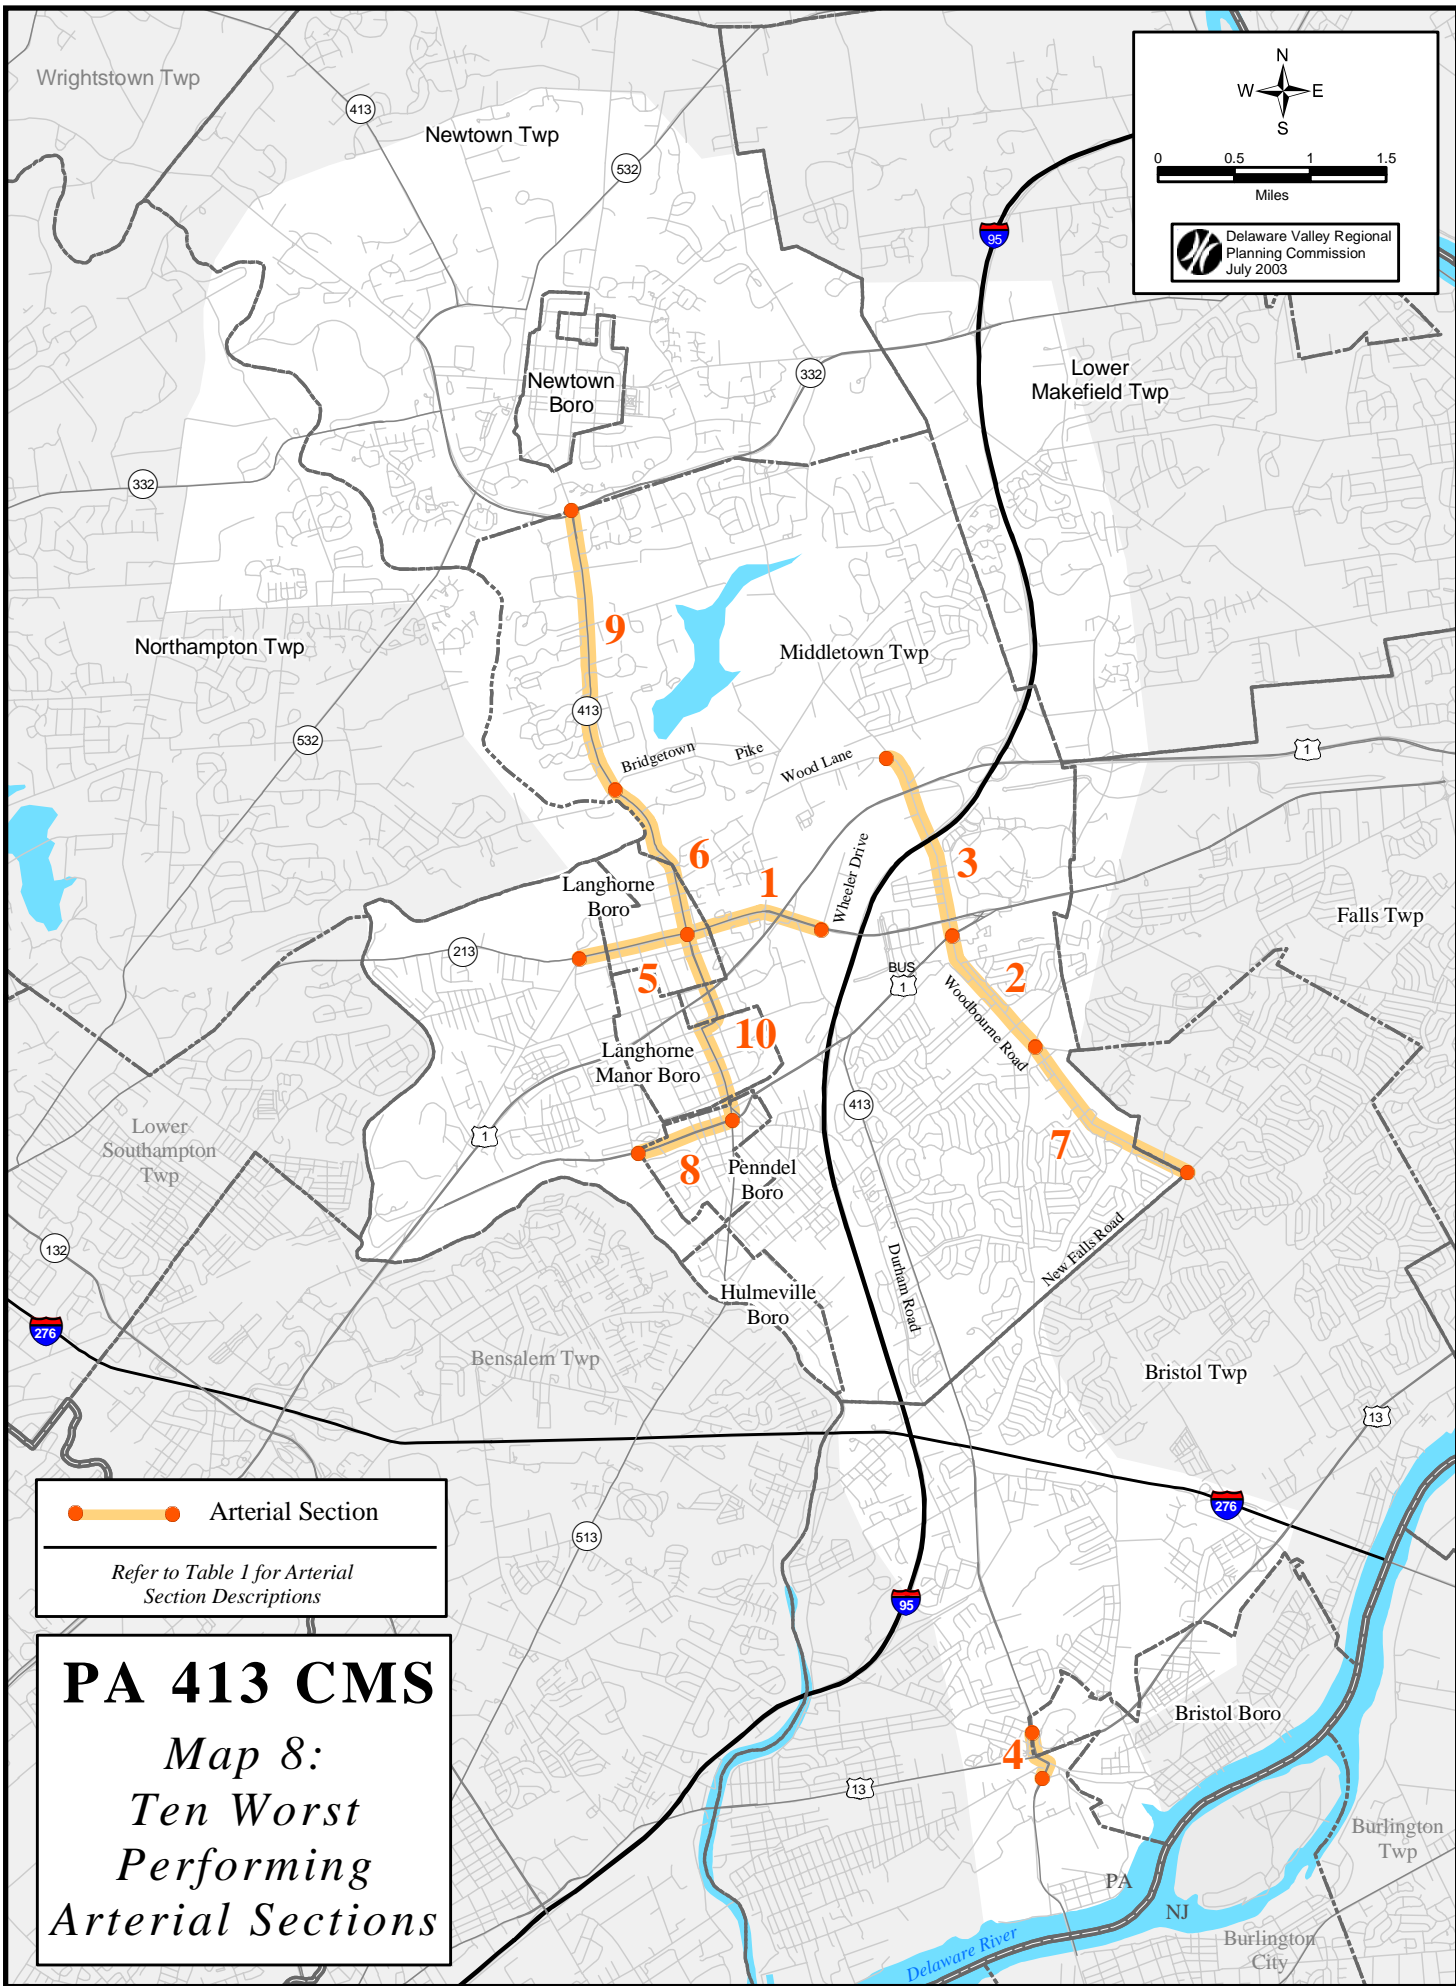 Wrightstown Twp
413
Newtown Twp
532
N
W
E
S
0
0.5
1
1.5
Miles
Delaware Valley Regional
Planning Commission
July 2003
95
332
Newtown
Boro
Lower
Makefield Twp
332
9
Northampton Twp
Middletown Twp
413
532
Bridgetown
Pike
Wood Lane
1
6
1
Wheeler Drive
3
Langhorne
Boro
Falls Twp
213
5
BUS
1
2
Woodbourne Road
10
Langhorne
Manor Boro
413
1
Lower
Southampton
Twp
7
8
Penndel
Boro
New Falls Road
132
Durham Road
Hulmeville
Boro
276
Bensalem Twp
Bristol Twp
13
276
Arterial Section
Refer to Table 1 for Arterial
Section Descriptions
513
95
PA 413 CMS
Map 8:
Ten Worst
Performing
Arterial Sections
Bristol Boro
4
13
Burlington
Twp
PA
NJ
Delaware River
Burlington
City